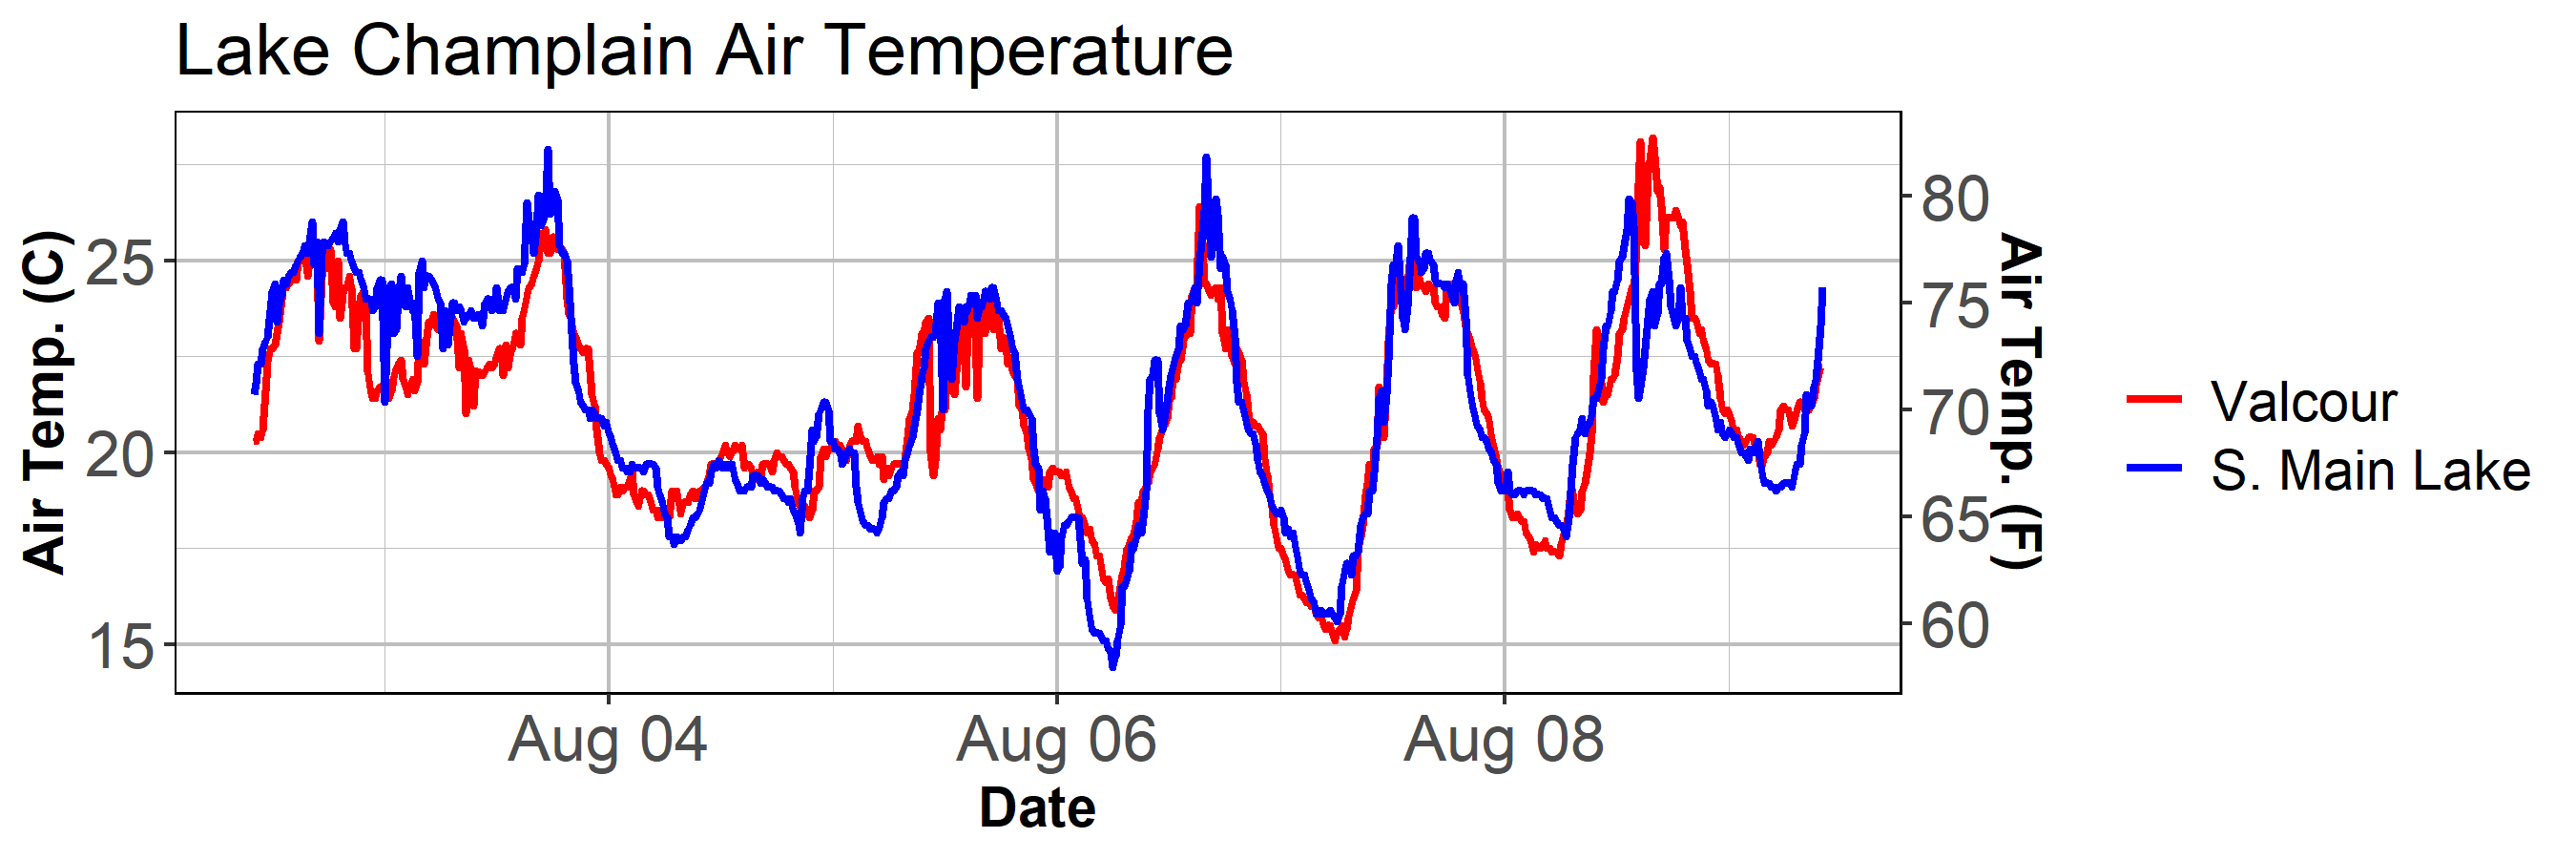 Lake Champlain Air Temperature
Air Temp. (C)
25
20
15
80
75
70
65
60
Air Temp. (F)
Aug 04
Aug 06
Aug 08
Date
Valcour
S. Main Lake